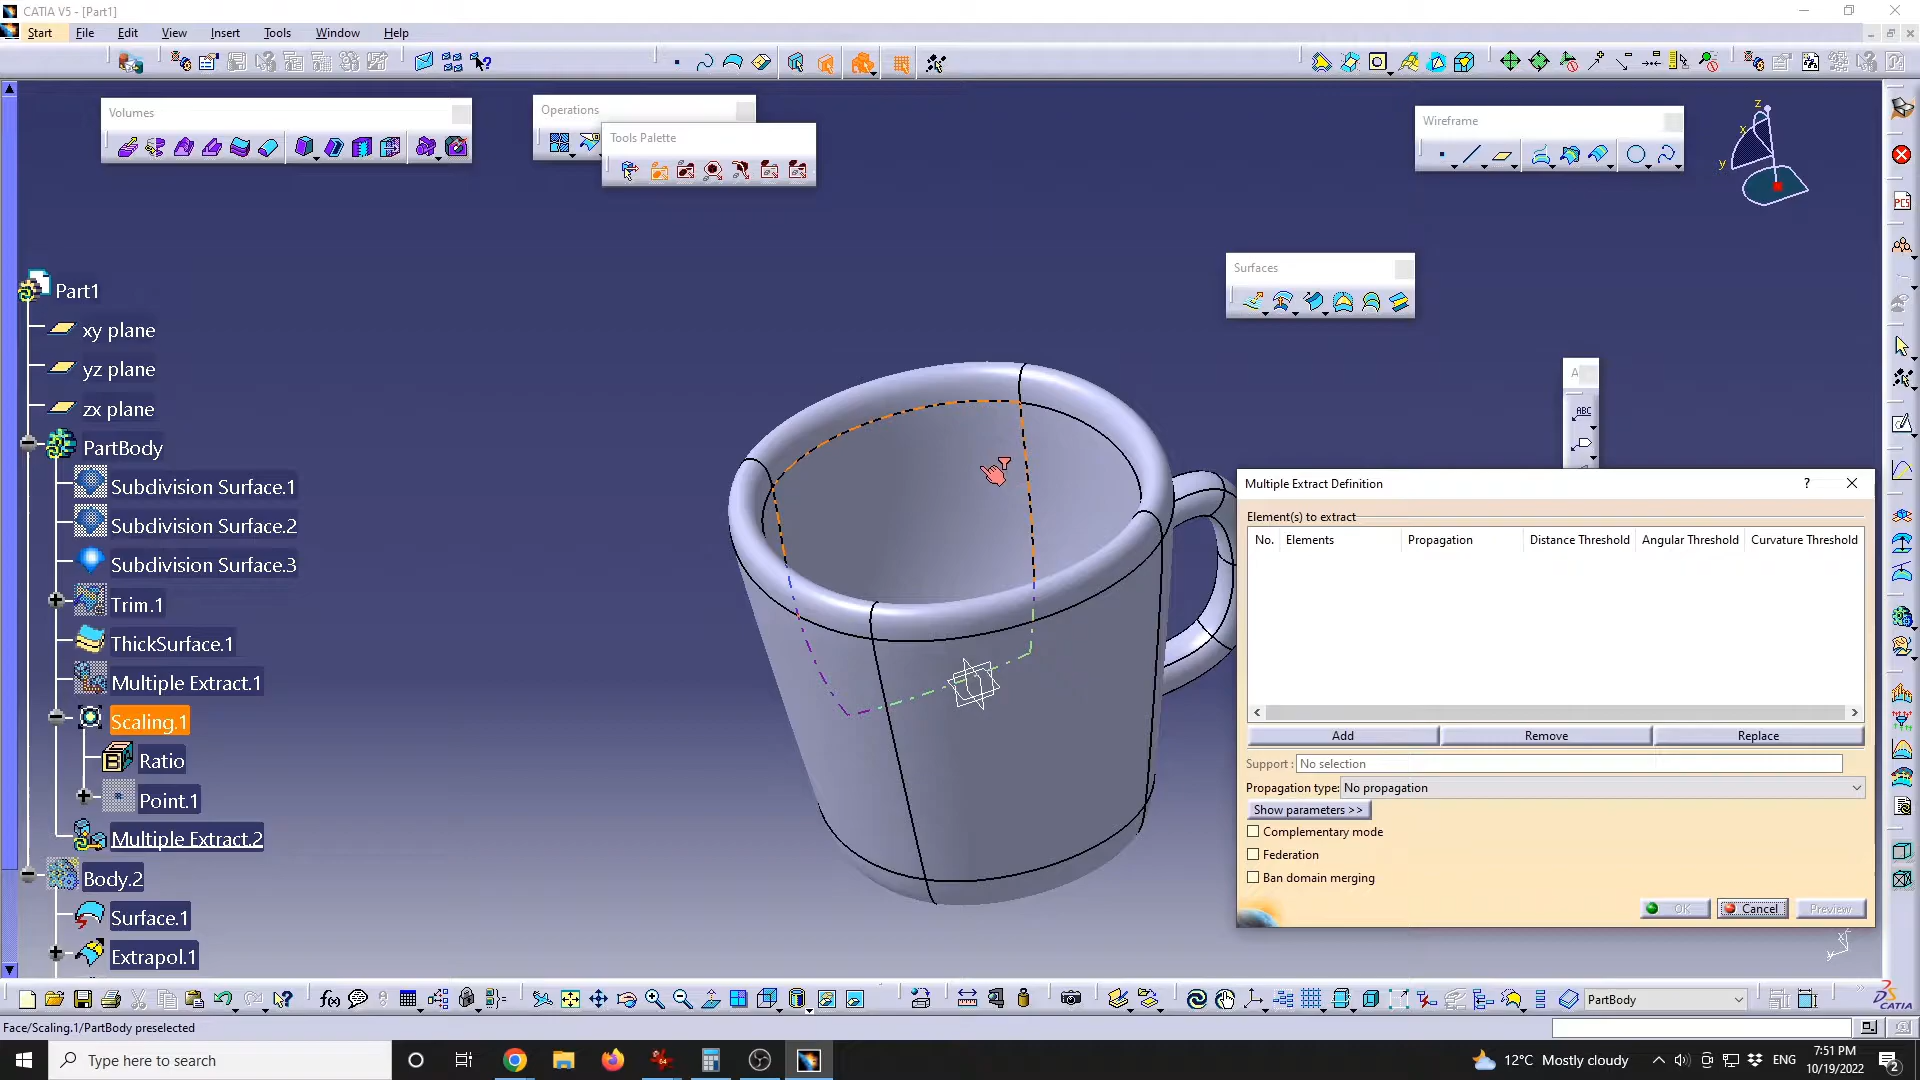 CATIA V5 - [Part1]
Start File Edit View Insert Tools Window Help
Volumes
Operations
Tools Palette
Wireframe
Surfaces
A
ABC
z
x
y
Part1
xy plane
yz plane
zx plane
PartBody
Subdivision Surface.1
Subdivision Surface.2
Subdivision Surface.3
Trim.1
ThickSurface.1
Multiple Extract.1
Scaling.1
Ratio
Point.1
Multiple Extract.2
Body.2
Surface.1
Extrapol.1
Multiple Extract Definition ?
Element(s) to extract
No. Elements Propagation Distance Threshold Angular Threshold Curvature Threshold
Add Remove Replace
Support : No selection
Propagation type: No propagation
Show parameters >>
Complementary mode
Federation
Ban domain merging
OK Cancel Preview
f(x)
PartBody
CATIA
Face/Scaling.1/PartBody preselected
Type here to search
64
12°C Mostly cloudy
ENG
7:51 PM
10/19/2022
2